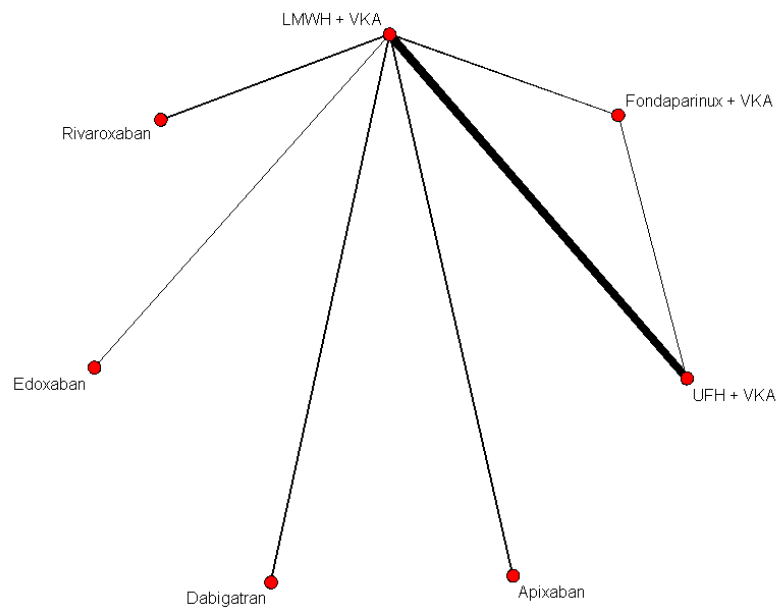 LMWH + VKA
Fondaparinux + VKA
Rivaroxaban
Edoxaban
UFH + VKA
Dabigatran
Apixaban